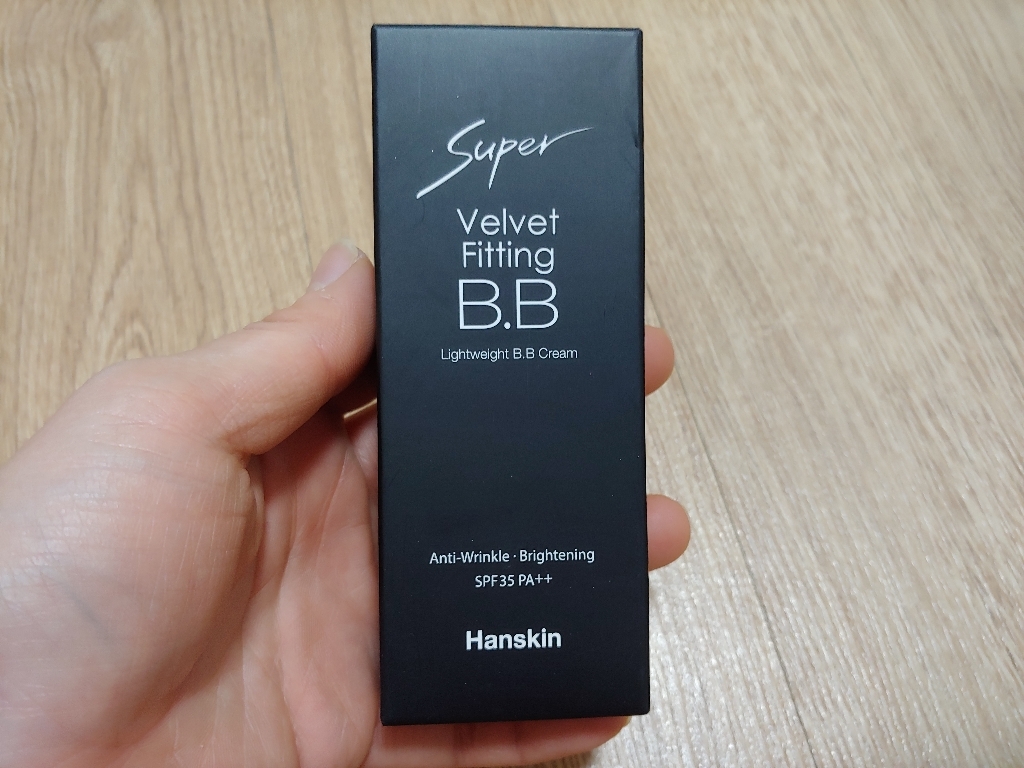 Super
Velvet
Fitting
B.B
Lightweight B.B Cream
Anti-Wrinkle · Brightening
SPF35 PA++
Hanskin